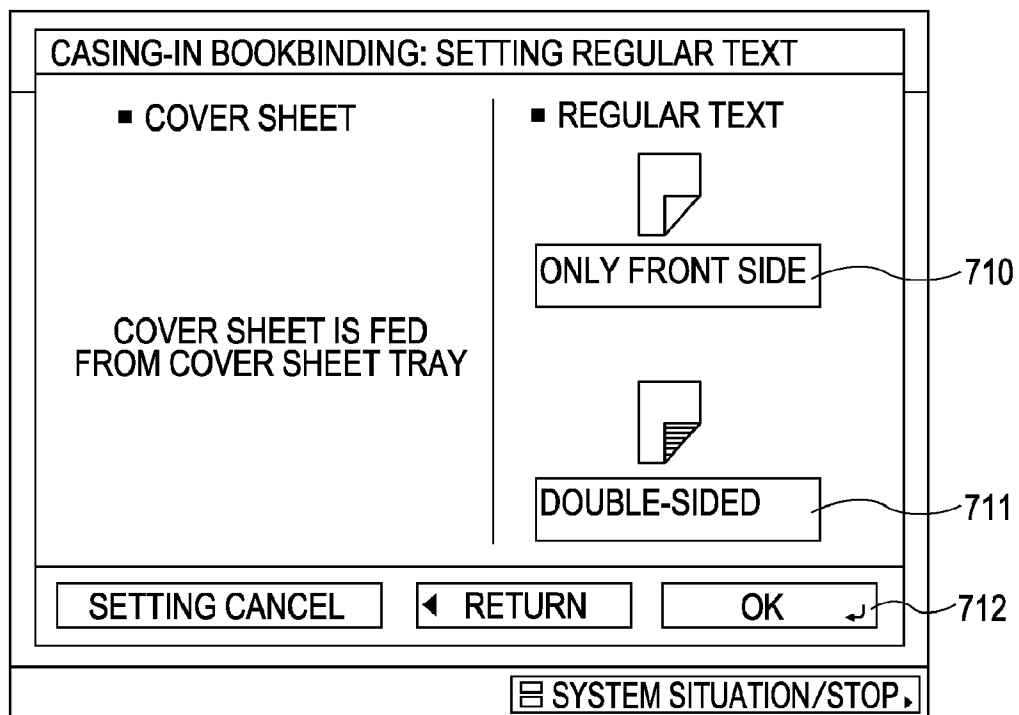 CASING-IN BOOKBINDING: SETTING REGULAR TEXT
■ COVER SHEET
COVER SHEET IS FED
FROM COVER SHEET TRAY
■ REGULAR TEXT
ONLY FRONT SIDE
710
DOUBLE-SIDED
711
SETTING CANCEL
RETURN
OK
712
SYSTEM SITUATION/STOP